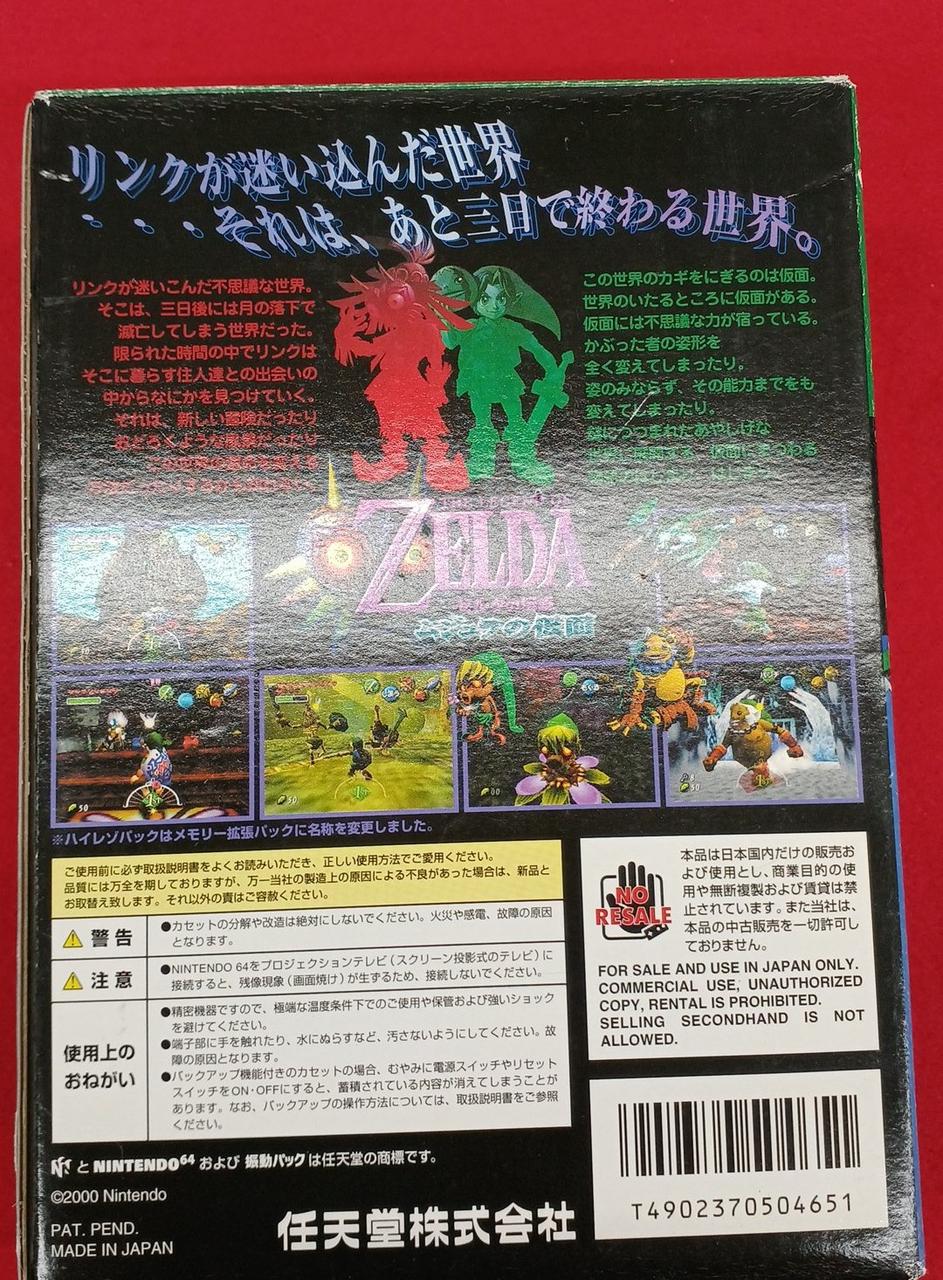 リンクが迷い込んだ世界
・・・それは、あと三日で終わる世界。
リンクが迷いこんだ不思議な世界。
そこは、三日後には月の落下で
滅亡してしまう世界だった。
限られた時間の中でリンクは
そこに暮らす住人達との出会いの
中からなにかを見つけていく。
それは、新しい冒険だったり
おどろくような風景だったり
この世界の仮面。
この世界のカギをにぎるのは仮面。
世界のいたるところに仮面がある。
仮面には不思議な力が宿っている。
かぶった者の姿形を
全く変えてしまったり。
姿のみならず、その能力までをも
変えてしまったり。
謎につつまれたあやしげな
ZELDA
ムジュラの仮面
50
50
50
※ハイレゾパックはメモリー拡張パックに名称を変更しました。
ご使用前に必ず取扱説明書をよくお読みいただき、正しい使用方法でご愛用ください。
品質には万全を期しておりますが、万一当社の製造上の原因による不良があった場合は、新品と
お取替え致します。それ以外の責はご容赦ください。
警告
●カセットの分解や改造は絶対にしないでください。火災や感電、故障の原因
となります。
注意
●NINTENDO 64をプロジェクションテレビ(スクリーン投影式のテレビ)に
接続すると、残像現象(画面焼け)が生ずるため、接続しないでください。
使用上の
おねがい
●精密機器ですので、極端な温度条件下でのご使用や保管および強いショック
を避けてください。
●端子部に手を触れたり、水にぬらすなど、汚さないようにしてください。故
障の原因となります。
●バックアップ機能付きのカセットの場合、むやみに電源スイッチやリセット
スイッチをON・OFFにすると、蓄積されている内容が消えてしまうことが
あります。なお、バックアップの操作方法については、取扱説明書をご参照
ください。
NO
RESALE
本品は日本国内だけの販売お
よび使用とし、商業目的の使
用や無断複製および賃貸は禁
止されています。また当社は、
本品の中古販売を一切許可し
ておりません。
FOR SALE AND USE IN JAPAN ONLY.
COMMERCIAL USE, UNAUTHORIZED
COPY, RENTAL IS PROHIBITED.
SELLING SECONDHAND IS NOT
ALLOWED.
と NINTENDO64 および 振動パック は任天堂の商標です。
©2000 Nintendo
PAT. PEND.
MADE IN JAPAN
任天堂株式会社
T4902370504651